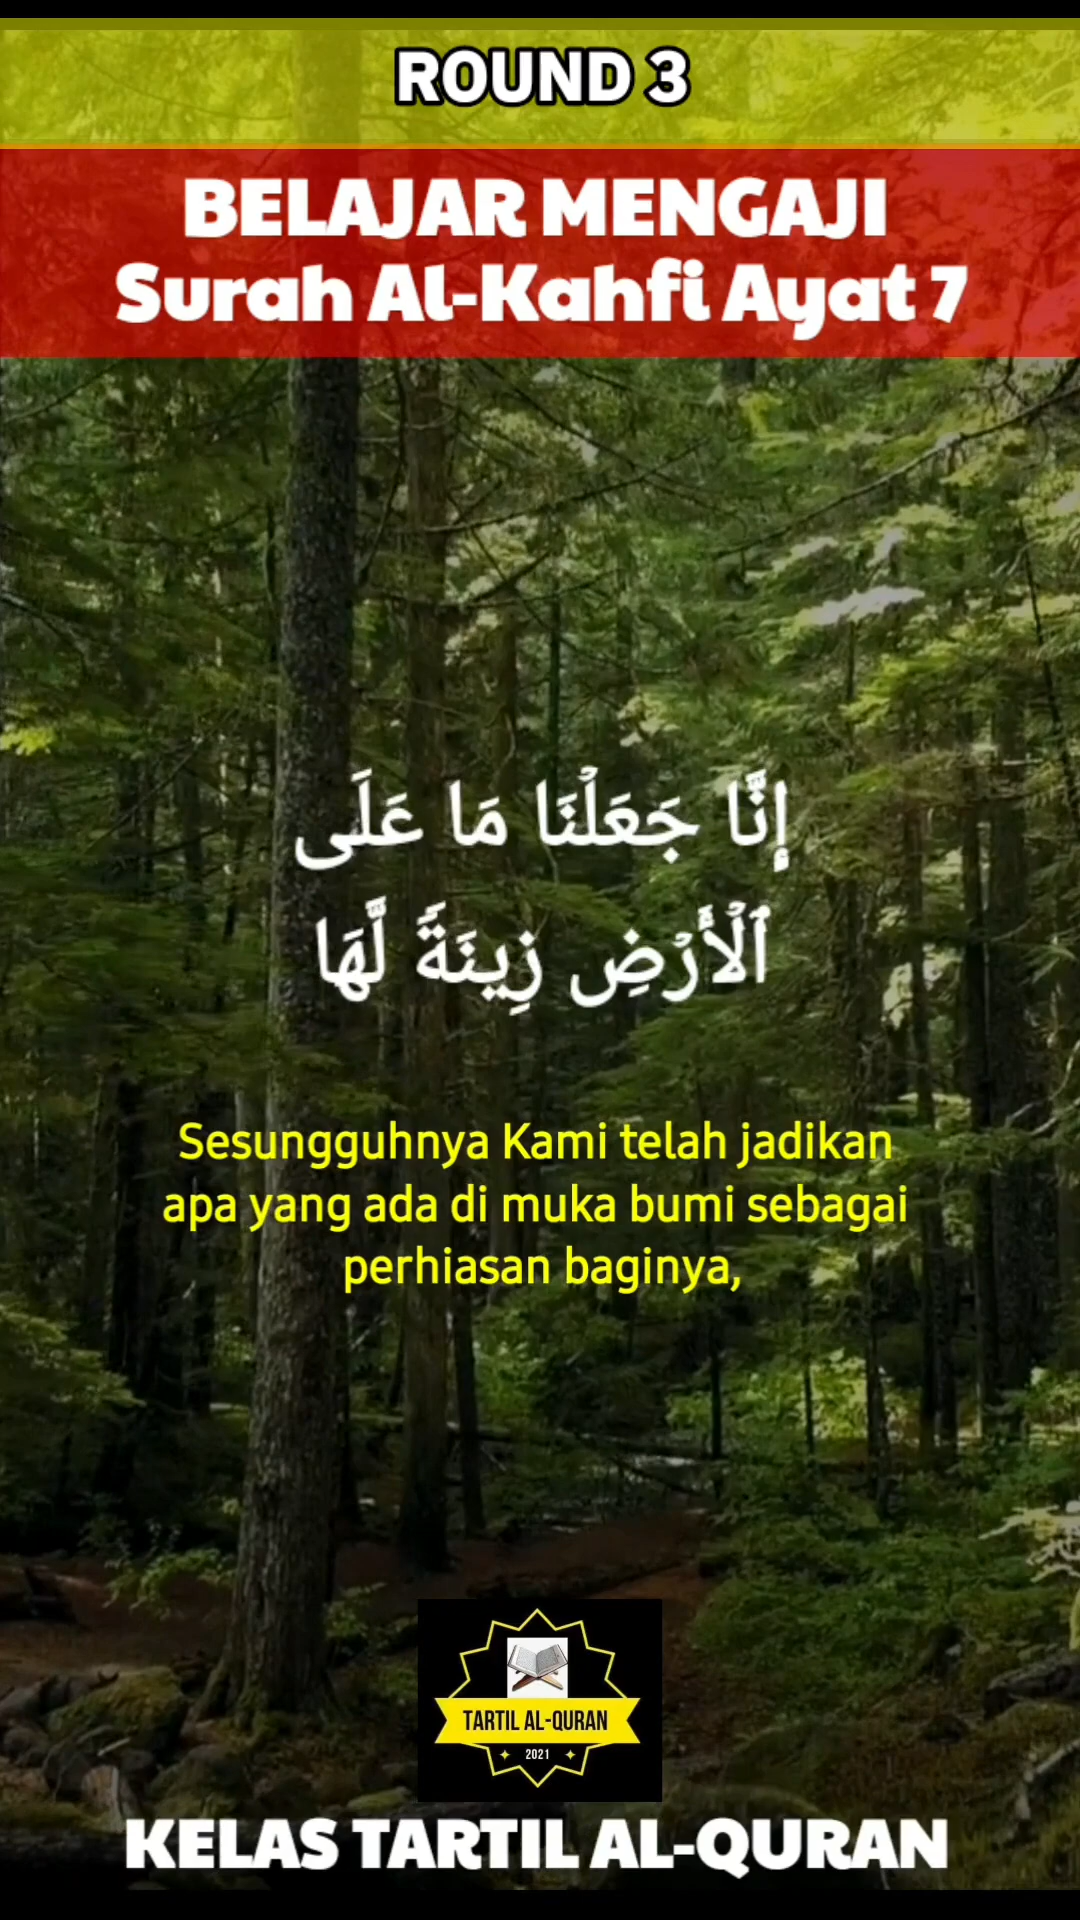 ROUND 3
BELAJAR MENGAJI
Surah Al-Kahfi Ayat 7
إِنَّا جَعَلْنَا مَا عَلَى
ٱلْأَرْضِ زِينَةً لَّهَا
Sesungguhnya Kami telah jadikan
apa yang ada di muka bumi sebagai
perhiasan baginya,
TARTIL AL-QURAN
2021
KELAS TARTIL AL-QURAN